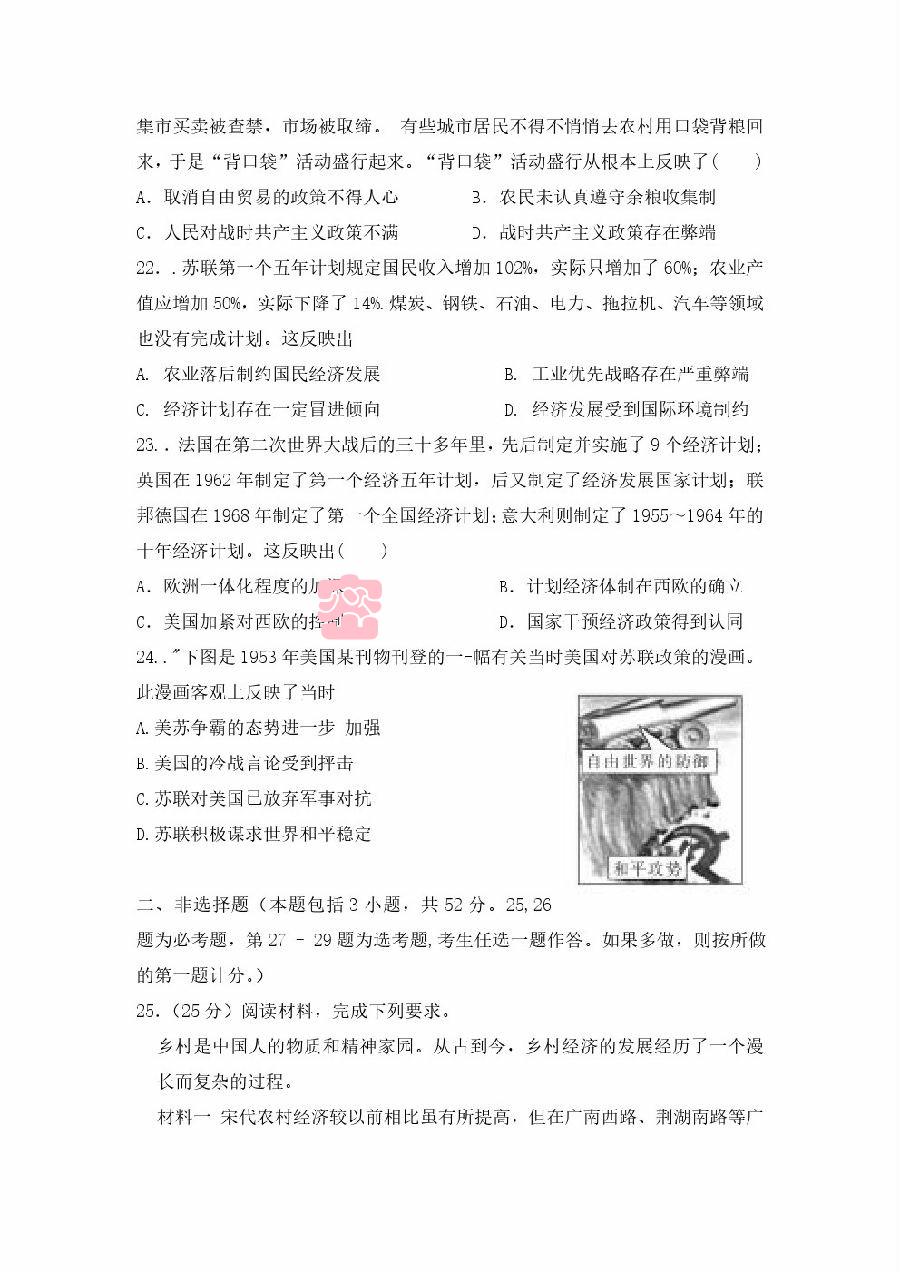 集市买卖被查禁，市场被取缔。 有些城市居民不得不悄悄去农村用口袋背粮回
来，于是“背口袋”活动盛行起来。“背口袋”活动盛行从根本上反映了(　　)
A．取消自由贸易的政策不得人心　　B．农民未认真遵守余粮收集制
C．人民对战时共产主义政策不满　　D．战时共产主义政策存在弊端
22．.苏联第一个五年计划规定国民收入增加102%，实际只增加了60%；农业产
值应增加50%，实际下降了14%.煤炭、钢铁、石油、电力、拖拉机、汽车等领域
也没有完成计划。这反映出
A. 农业落后制约国民经济发展　　B. 工业优先战略存在严重弊端
C. 经济计划存在一定冒进倾向　　D. 经济发展受到国际环境制约
23．.法国在第二次世界大战后的三十多年里，先后制定并实施了9个经济计划；
英国在1962年制定了第一个经济五年计划，后又制定了经济发展国家计划；联
邦德国在1968年制定了第一个全国经济计划；意大利则制定了1955～1964年的
十年经济计划。这反映出(　　)
A．欧洲一体化程度的加深　　B．计划经济体制在西欧的确立
C．美国加紧对西欧的控制　　D．国家干预经济政策得到认同
24．."下图是1953年美国某刊物刊登的一-幅有关当时美国对苏联政策的漫画。
此漫画客观上反映了当时
A.美苏争霸的态势进一步 加强
B.美国的冷战言论受到抨击
C.苏联对美国已放弃军事对抗
D.苏联积极谋求世界和平稳定
自由世界的防御
和平攻势
二、非选择题（本题包括3小题，共52分。25,26
题为必考题，第27 - 29题为选考题,考生任选一题作答。如果多做，则按所做
的第一题计分。）
25．（25分）阅读材料，完成下列要求。
乡村是中国人的物质和精神家园。从古到今，乡村经济的发展经历了一个漫
长而复杂的过程。
材料一 宋代农村经济较以前相比虽有所提高，但在广南西路、荆湖南路等广